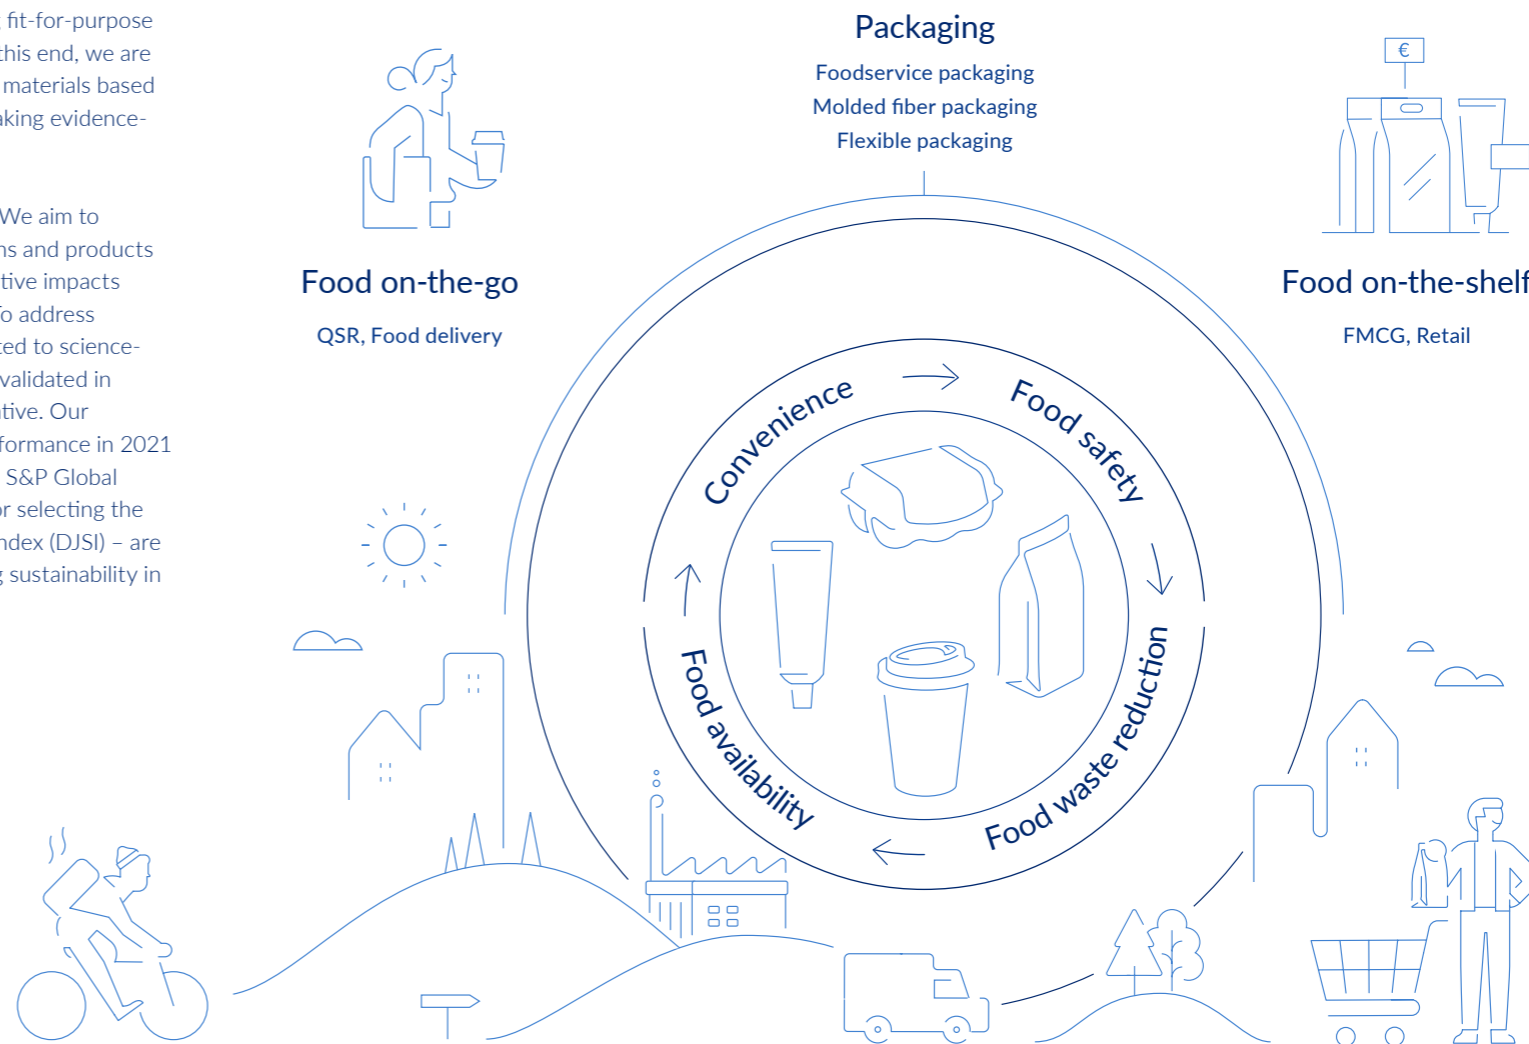 fit-for-purpose
this end, we are
materials based
aking evidence-
We aim to
ns and products
tive impacts
To address
ted to science-
validated in
ative. Our
formance in 2021
S&P Global
or selecting the
ndex (DJSI) – are
g sustainability in
Packaging
Foodservice packaging
Molded fiber packaging
Flexible packaging
€
Food on-the-go
QSR, Food delivery
Food on-the-shelf
FMCG, Retail
Convenience
Food safety
Food waste reduction
Food availability